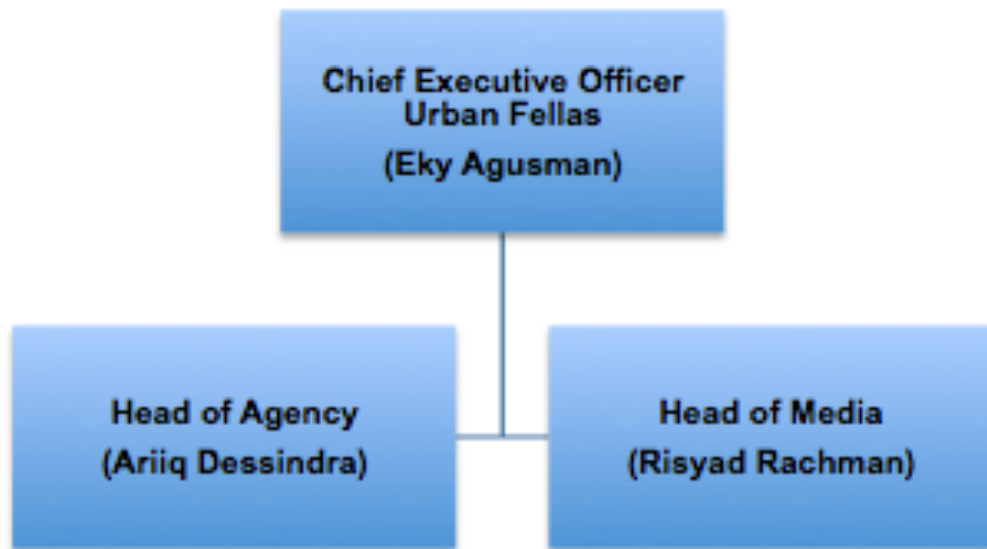 Chief Executive Officer
Urban Fellas
(Eky Agusman)
Head of Agency
(Ariiq Dessindra)
Head of Media
(Risyad Rachman)